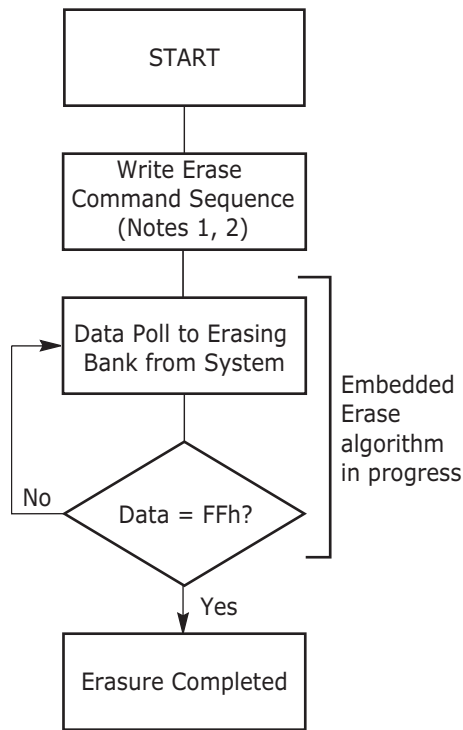 START
Write Erase
Command Sequence
(Notes 1, 2)
Data Poll to Erasing
Bank from System
Embedded
Erase
algorithm
in progress
No
Data = FFh?
Yes
Erasure Completed